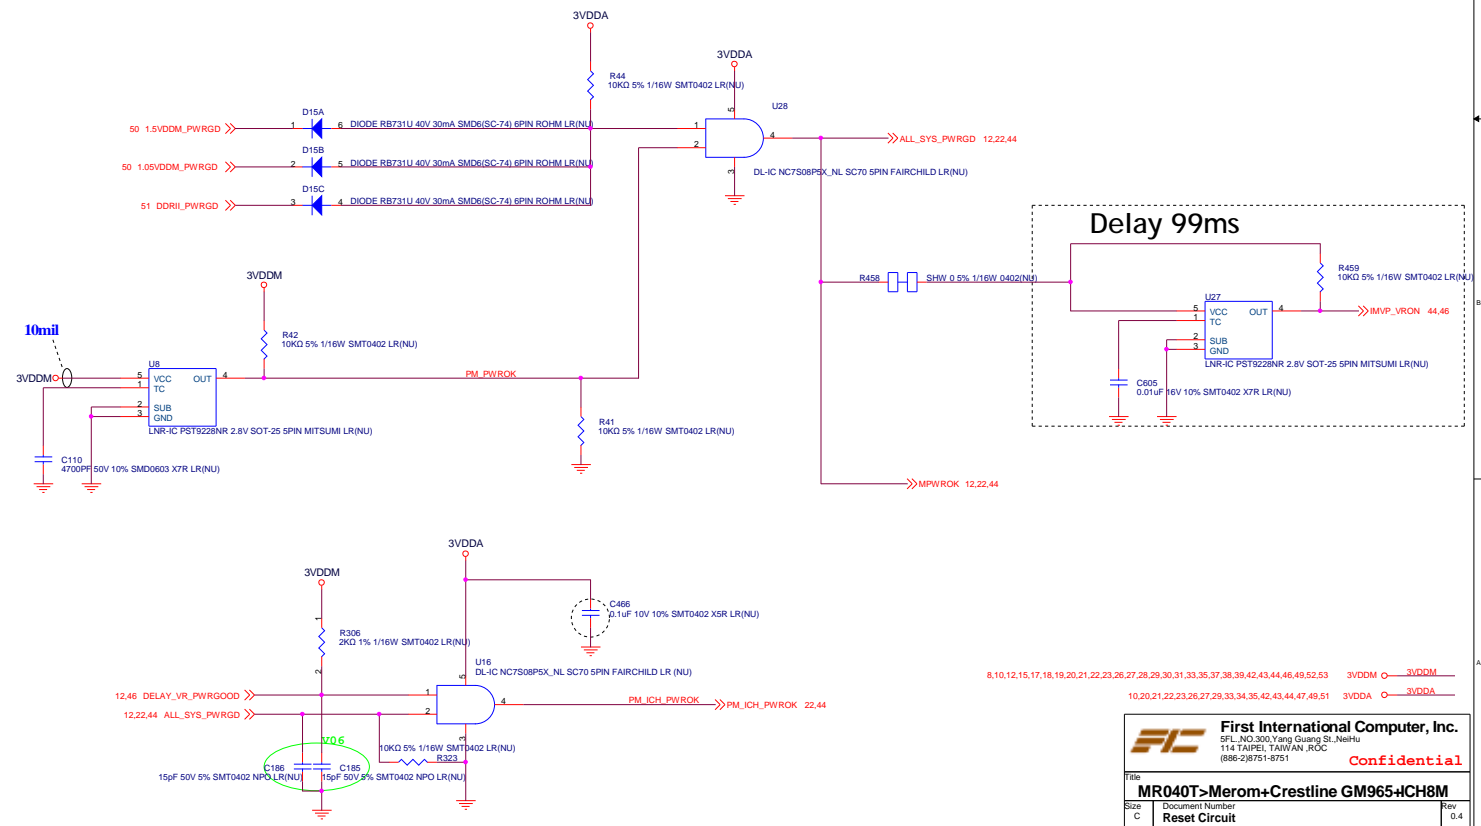 3VDDA
R44
10KΩ 5% 1/16W SMT0402 LR(NU)
3VDDA
5
U28
D15A
50 1.5VDDM_PWRGD
1
6
DIODE RB731U 40V 30mA SMD6(SC-74) 6PIN ROHM LR(NU)
1
2
4
3
ALL_SYS_PWRGD 12,22,44
DL-IC NC7S08P5X_NL SC70 5PIN FAIRCHILD LR(NU)
D15B
50 1.05VDDM_PWRGD
2
5
DIODE RB731U 40V 30mA SMD6(SC-74) 6PIN ROHM LR(NU)
D15C
51 DDRII_PWRGD
3
4
DIODE RB731U 40V 30mA SMD6(SC-74) 6PIN ROHM LR(NU)
Delay 99ms
R458
SHW 0 5% 1/16W 0402(NU)
R459
10KΩ 5% 1/16W SMT0402 LR(NU)
U27
5
VCC
OUT
4
IMVP_VRON 44,46
1
TC
2
SUB
3
GND
LNR-IC PST9228NR 2.8V SOT-25 5PIN MITSUMI LR(NU)
C605
0.01uF 16V 10% SMT0402 X7R LR(NU)
3VDDM
R42
10KΩ 5% 1/16W SMT0402 LR(NU)
10mil
U8
3VDDM
5
VCC
OUT
4
PM_PWROK
1
TC
2
SUB
3
GND
LNR-IC PST9228NR 2.8V SOT-25 5PIN MITSUMI LR(NU)
R41
10KΩ 5% 1/16W SMT0402 LR(NU)
C110
4700PF 50V 10% SMD0603 X7R LR(NU)
MPWROK 12,22,44
3VDDA
3VDDM
1
R306
2KΩ 1% 1/16W SMT0402 LR(NU)
2
C466
0.1uF 10V 10% SMT0402 X5R LR(NU)
U16
DL-IC NC7S08P5X_NL SC70 5PIN FAIRCHILD LR (NU)
5
12,46 DELAY_VR_PWRGOOD
1
12,22,44 ALL_SYS_PWRGD
2
4
PM_ICH_PWROK
PM_ICH_PWROK 22,44
3
V06
10KΩ 5% 1/16W SMT0402 LR(NU)
R323
C186
15pF 50V 5% SMT0402 NPO LR(NU)
C185
15pF 50V 5% SMT0402 NPO LR(NU)
8,10,12,15,17,18,19,20,21,22,23,26,27,28,29,30,31,33,35,37,38,39,42,43,44,46,49,52,53 3VDDM 3VDDM
10,20,21,22,23,26,27,29,33,34,35,42,43,44,47,49,51 3VDDA 3VDDA
B
A
FIC
First International Computer, Inc.
5FL.,NO.300,Yang Guang St.,NeiHu
114 TAIPEI, TAIWAN ,ROC
(886-2)8751-8751
Confidential
Title
MR040T>Merom+Crestline GM965+ICH8M
Size
C
Document Number
Reset Circuit
Rev
0.4